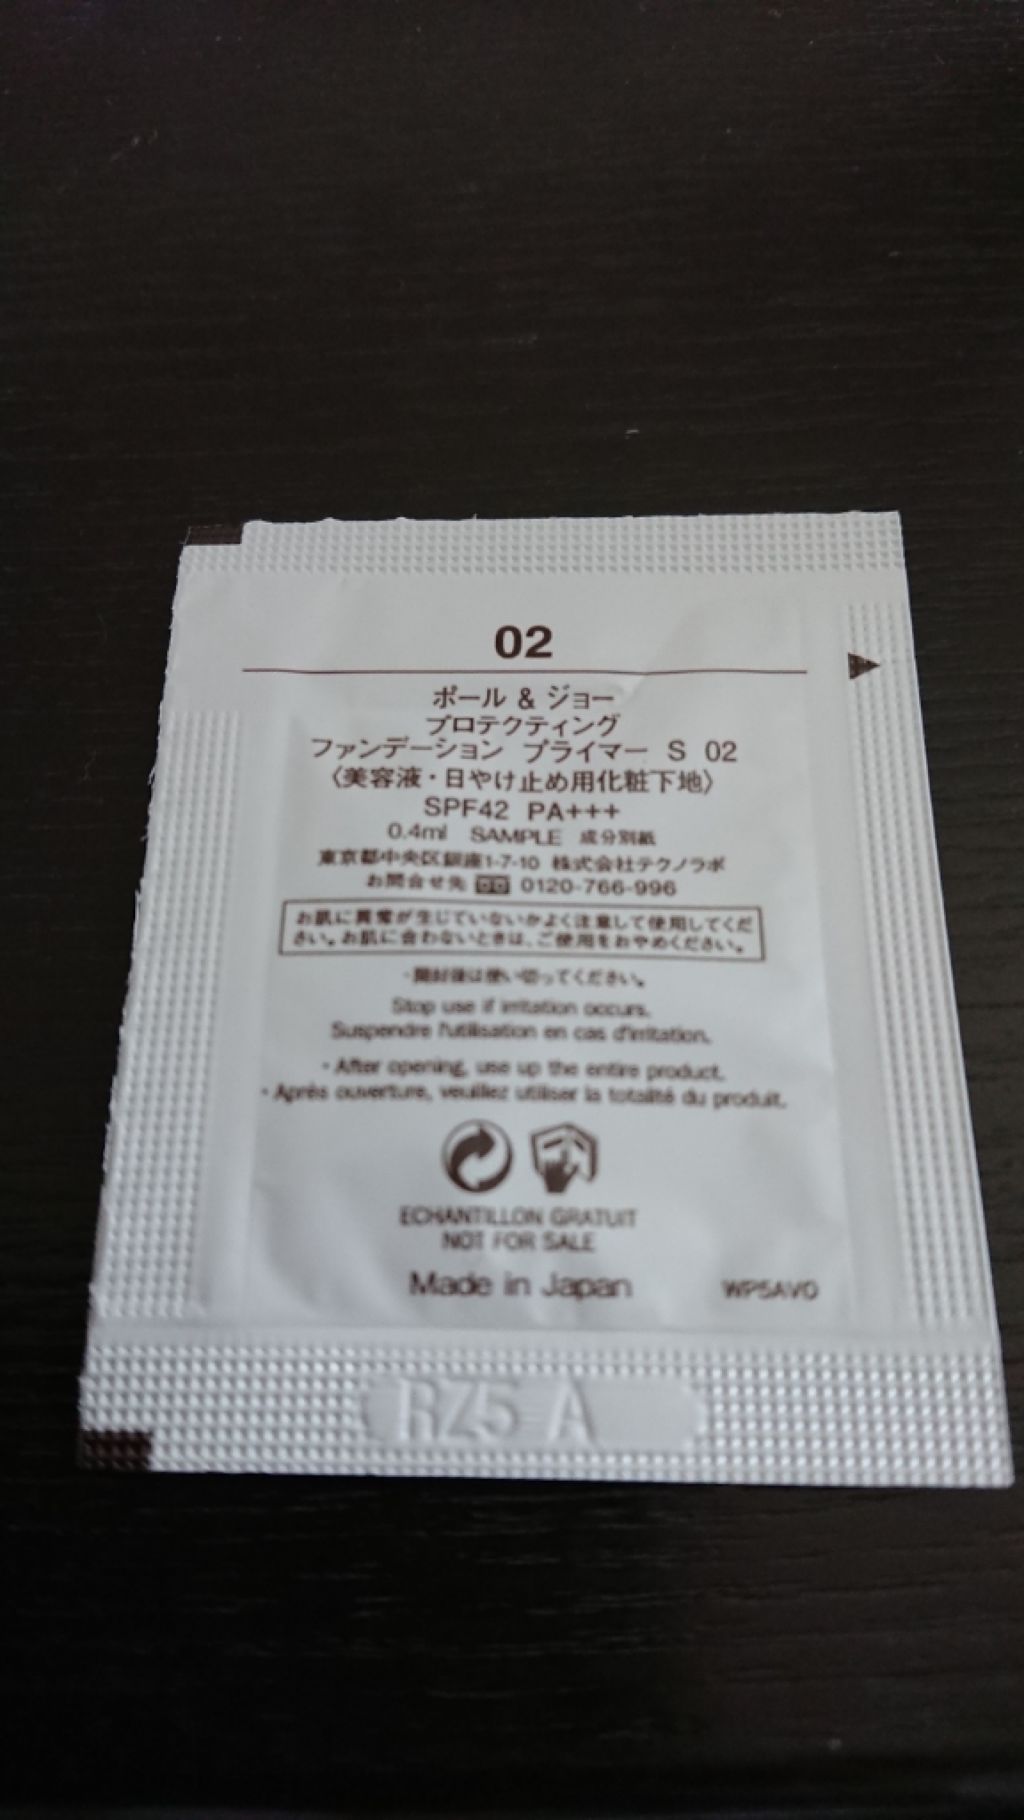 02
ポール & ジョー
プロテクティング
ファンデーション プライマー S 02
〈美容液・日やけ止め用化粧下地〉
SPF42 PA+++
0.4ml SAMPLE 成分別紙
東京都中央区銀座1-7-10 株式会社テクノラボ
お問合せ先 0120-766-996
お肌に異常が生じていないかよく注意して使用してくだ
さい。お肌に合わないときは、ご使用をおやめください。
・開封後は使い切ってください。
Stop use if irritation occurs.
Suspendre l'utilisation en cas d'irritation.
・After opening, use up the entire product.
・Après ouverture, veuillez utiliser la totalité du produit.
ECHANTILLON GRATUIT
NOT FOR SALE
Made in Japan WP5AV0
RZ5 A